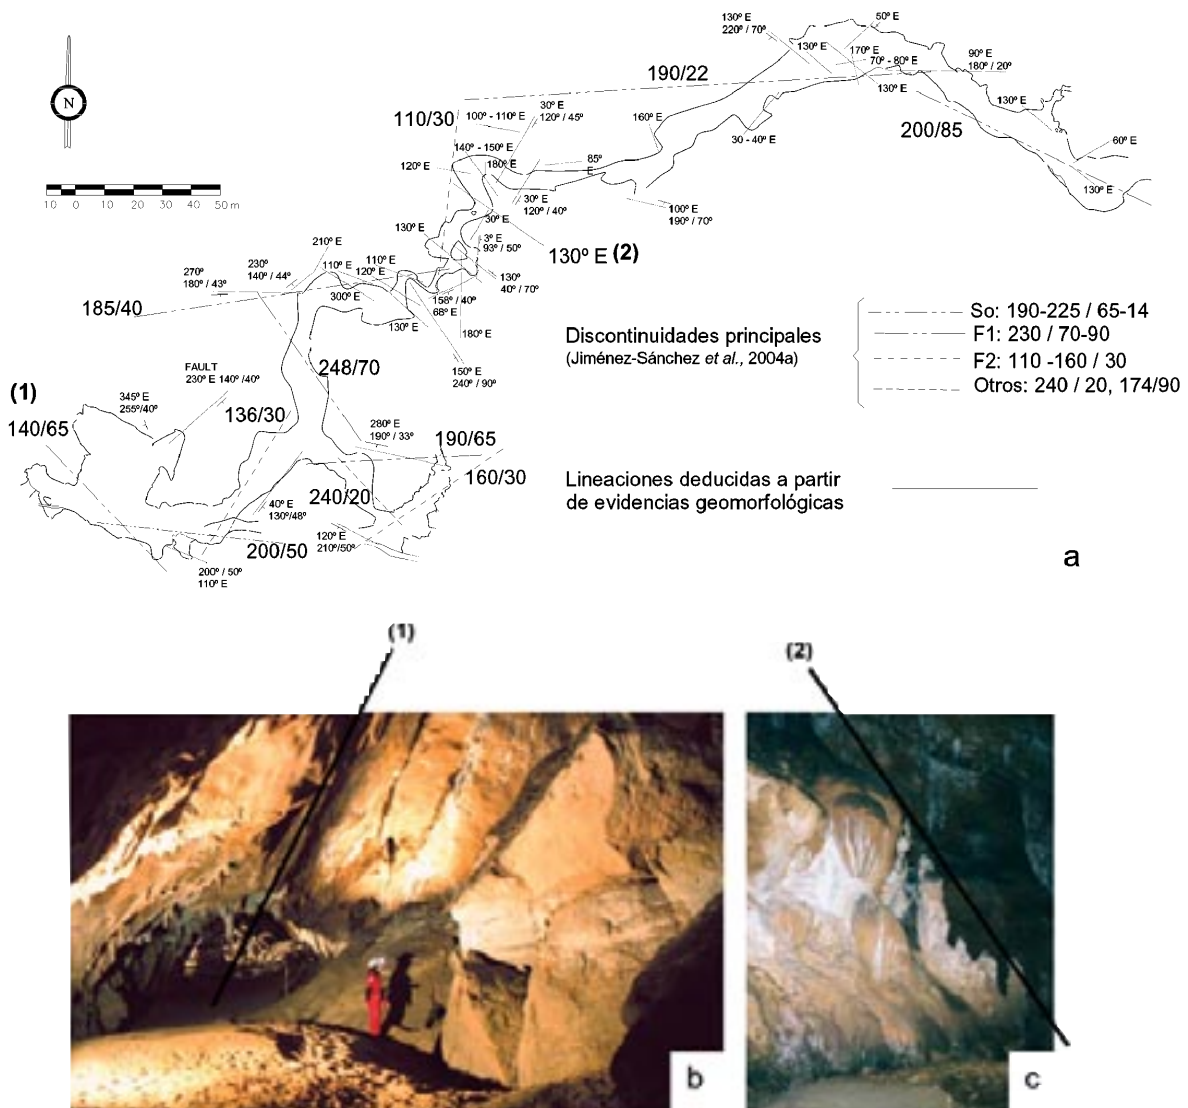 130º E
220º / 70º
50º E
130º E
170º E
70º - 80º E
90º E
180º / 20º
190/22
130º E
130º E
110/30
30º E
120º / 45º
100º - 110º E
160º E
200/85
30 - 40º E
60º E
140º - 150º E
120º E
180º E
85º
E
130º E
30º E
120º / 40º
100º E
190º / 70º
30º E
130º E
3º E
93º / 50º
130º E (2)
210º E
110º E
110º E
120º E
230º
140º / 44º
270º
180º / 43º
130º
40º / 70º
300º E
158º / 40º
68º E
185/40
130º E
180º E
N
10 0 10 20 30 40 50 m
Discontinuidades principales
(Jiménez-Sánchez et al., 2004a)
So: 190-225 / 65-14
F1: 230 / 70-90
F2: 110 -160 / 30
Otros: 240 / 20, 174/90
FAULT
230º E 140º / 40º
248/70
150º E
240º / 90º
(1)
345º E
255º/40º
136/30
140/65
280º E
190º / 33º
190/65
160/30
Lineaciones deducidas a partir
de evidencias geomorfológicas
240/20
40º E
130º/48º
120º E
210º/50º
200/50
200º / 50º
110º E
a
(1)
(2)
b
c